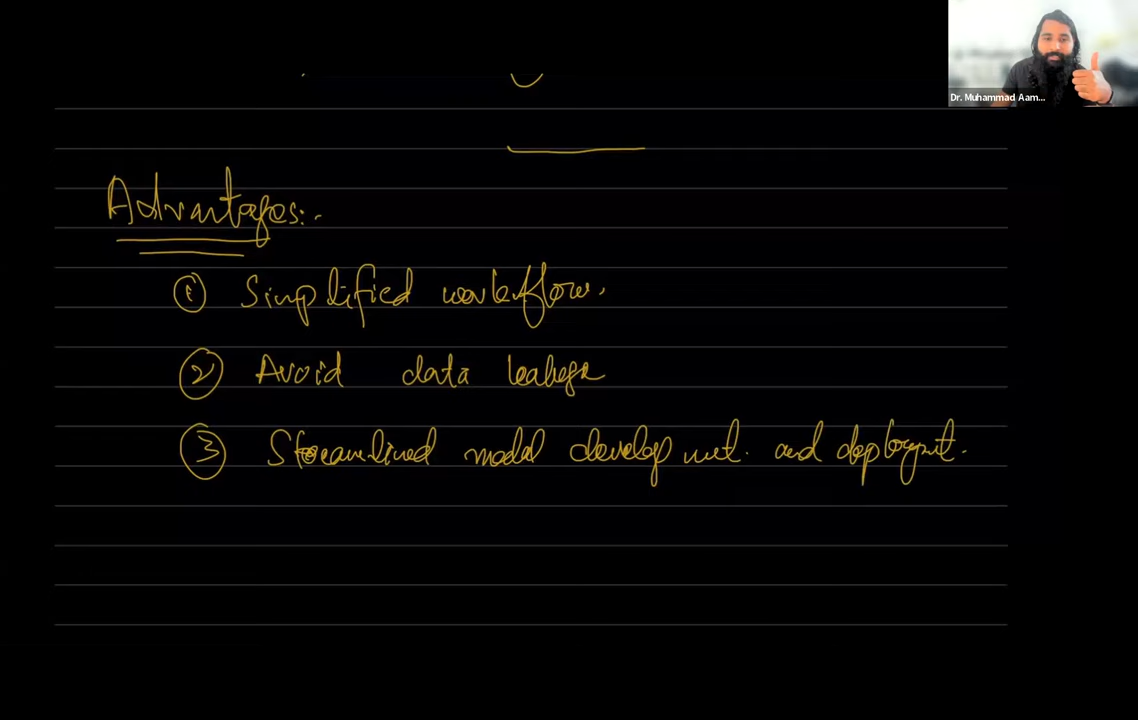 Dr. Muhammad Aam...
Advantages:-
① Simplified workflow.
② Avoid data leakage
③ Streamlined model development. and deployment.